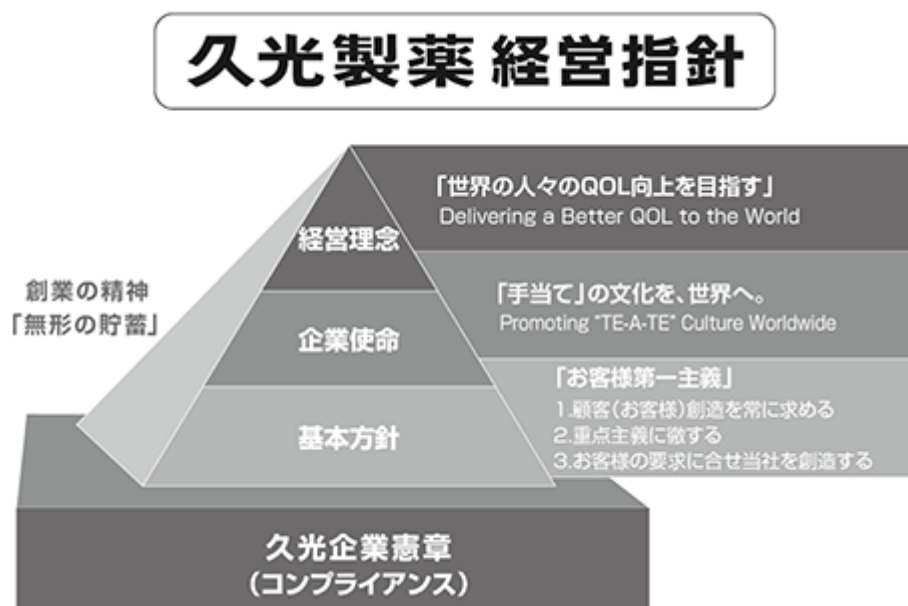 久光製薬 経営指針
「世界の人々のQOL向上を目指す」
Delivering a Better QOL to the World
経営理念
創業の精神
「無形の貯蓄」
「手当て」の文化を、世界へ。
Promoting "TE-A-TE" Culture Worldwide
企業使命
「お客様第一主義」
1.顧客(お客様)創造を常に求める
2.重点主義に徹する
3.お客様の要求に合せ当社を創造する
基本方針
久光企業憲章
(コンプライアンス)